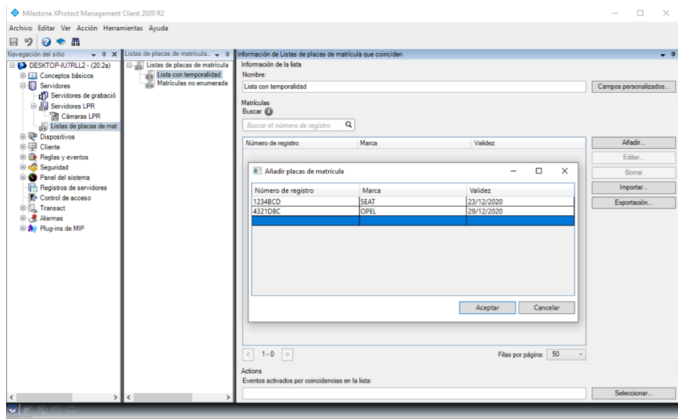 Milestone XProtect Management Client 2020 R2
Archivo Editar Ver Acción Herramientas Ayuda
Navegación del sitio
DESKTOP-IU7RLL2 - (20.2a)
Conceptos básicos
Servidores
Servidores de grabació
Servidores LPR
Cámaras LPR
Listas de placas de mat
Dispositivos
Cliente
Reglas y eventos
Seguridad
Panel del sistema
Registros de servidores
Control de acceso
Transact
Alarmas
Plug-ins de MIP
Listas de placas de matrícula..
Listas de placas de matrícula
Lista con temporalidad
Matrículas no enumerada
Información de Listas de placas de matrícula que coinciden
Información de la lista
Nombre:
Lista con temporalidad
Campos personalizados...
Matrículas
Buscar
Buscar el número de registro
Número de registro Marca Validez
Añadir...
Editar...
Borrar
Importar...
Exportación...
Añadir placas de matrícula
Número de registro Marca Validez
1234BCD SEAT 23/12/2020
4321DBC OPEL 29/12/2020
Aceptar Cancelar
< 1-0 > Filas por página: 50
Actions
Eventos activados por coincidencias en la lista:
Seleccionar...